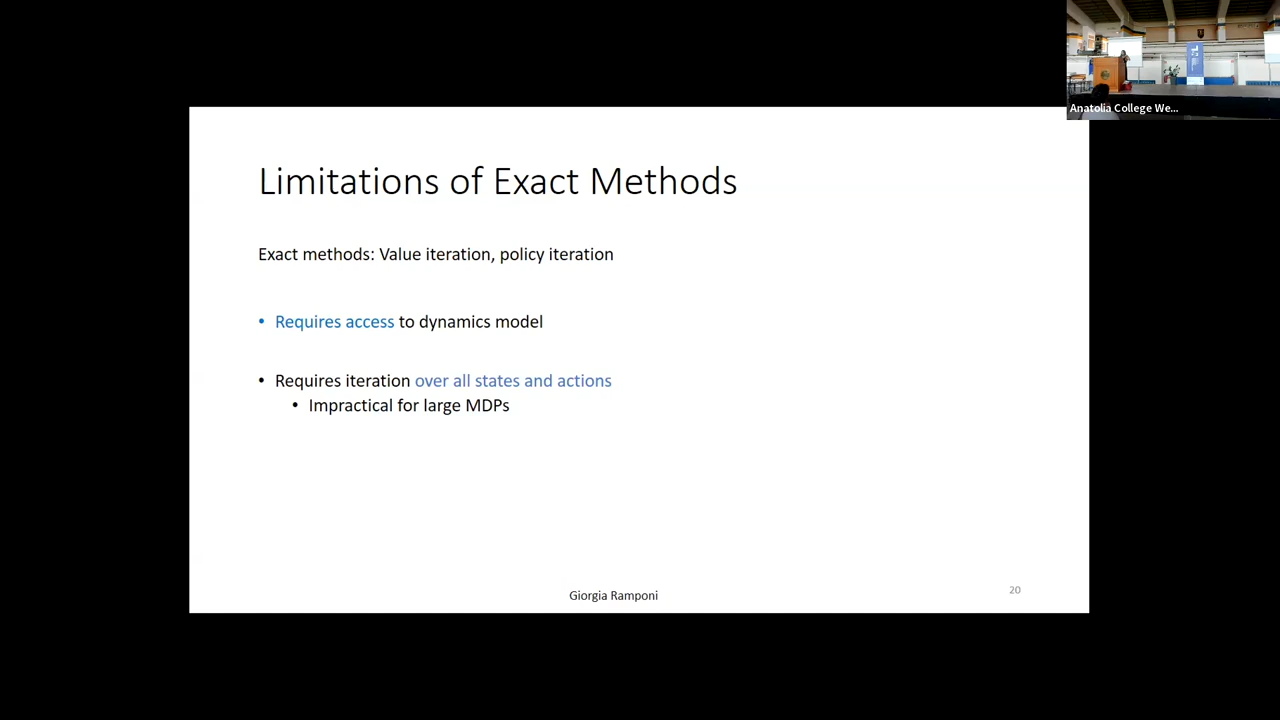 Anatolia College We...
Limitations of Exact Methods
Exact methods: Value iteration, policy iteration
• Requires access to dynamics model
• Requires iteration over all states and actions
• Impractical for large MDPs
Giorgia Ramponi
20